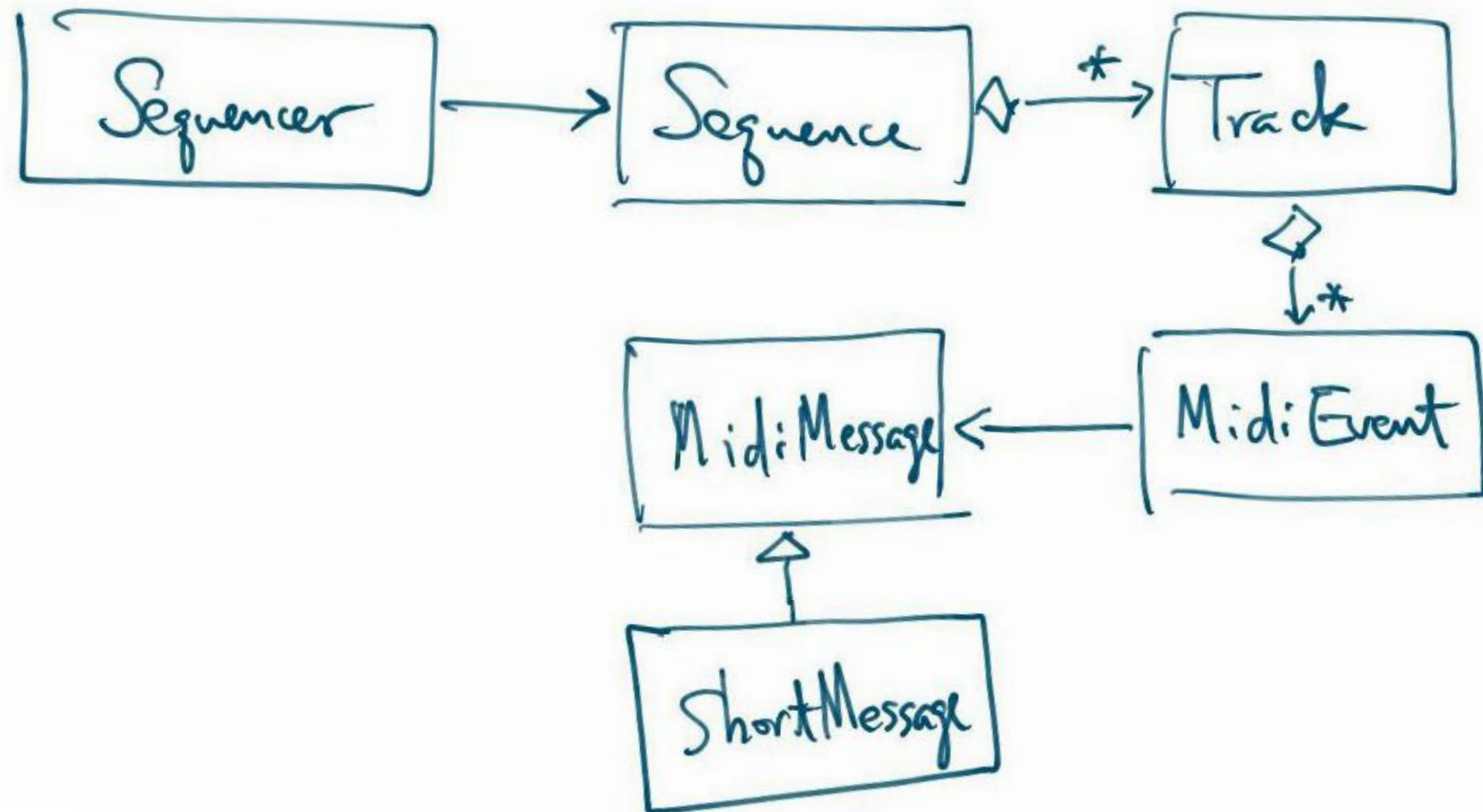 Sequencer
Sequence
*
Track
*
MidiMessage
MidiEvent
ShortMessage